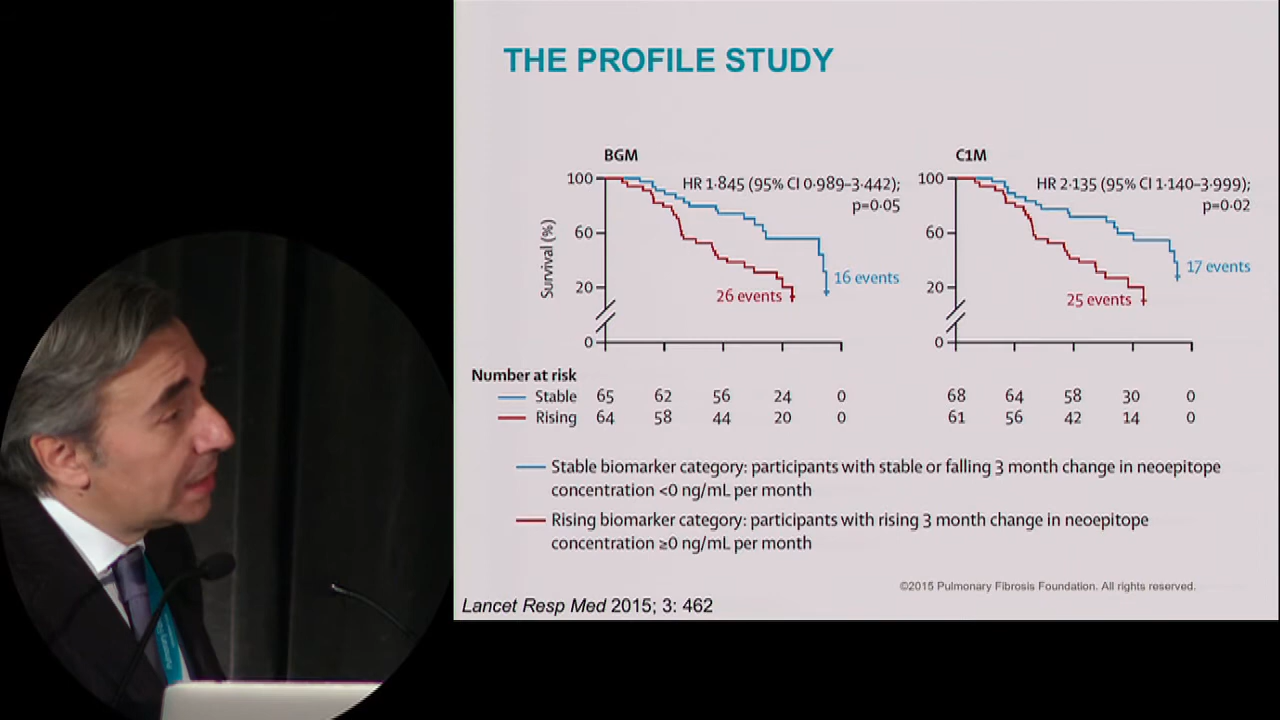 THE PROFILE STUDY
BGM
HR 1·845 (95% CI 0·989–3·442);
p=0·05
Survival (%)
100
60
20
0
16 events
26 events
C1M
HR 2·135 (95% CI 1·140–3·999);
p=0·02
100
60
20
0
17 events
25 events
Number at risk
Stable 65 62 56 24 0 68 64 58 30 0
Rising 64 58 44 20 0 61 56 42 14 0
Stable biomarker category: participants with stable or falling 3 month change in neoepitope
concentration <0 ng/mL per month
Rising biomarker category: participants with rising 3 month change in neoepitope
concentration ≥0 ng/mL per month
©2015 Pulmonary Fibrosis Foundation. All rights reserved.
Lancet Resp Med 2015; 3: 462